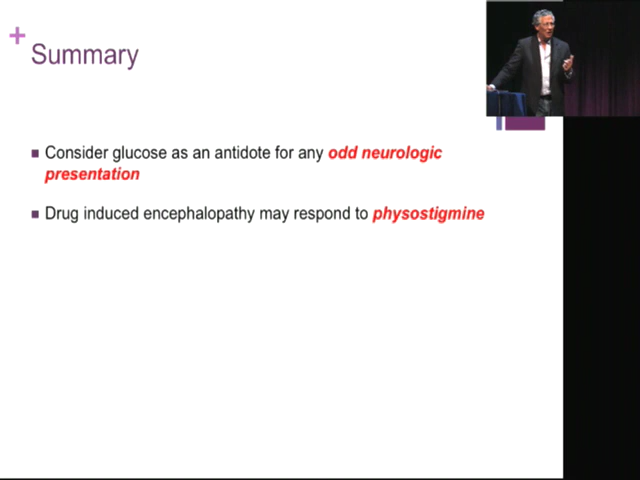 + Summary
Consider glucose as an antidote for any odd neurologic
presentation
Drug induced encephalopathy may respond to physostigmine